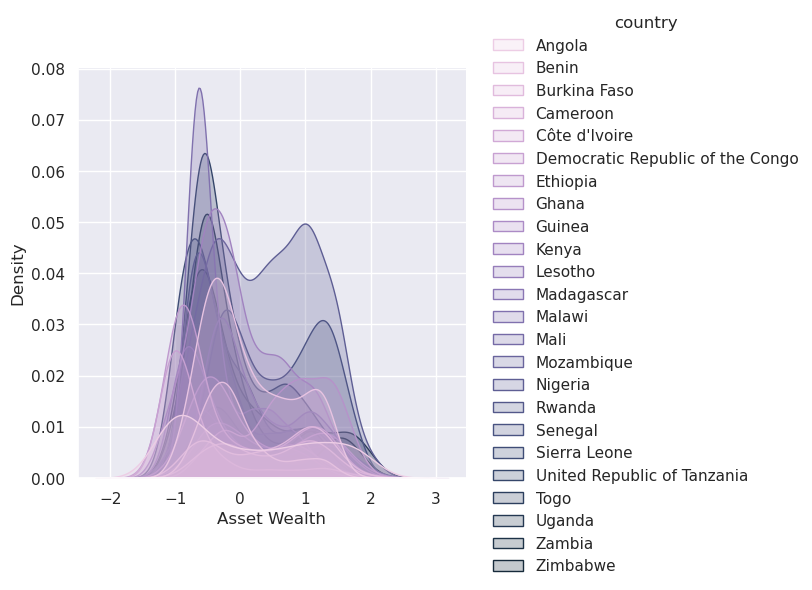 country
Angola
Benin
Burkina Faso
Cameroon
Côte d'Ivoire
Democratic Republic of the Congo
Ethiopia
Ghana
Guinea
Kenya
Lesotho
Madagascar
Malawi
Mali
Mozambique
Nigeria
Rwanda
Senegal
Sierra Leone
United Republic of Tanzania
Togo
Uganda
Zambia
Zimbabwe
0.08
0.07
0.06
0.05
0.04
0.03
0.02
0.01
0.00
Density
−2 −1 0 1 2 3
Asset Wealth